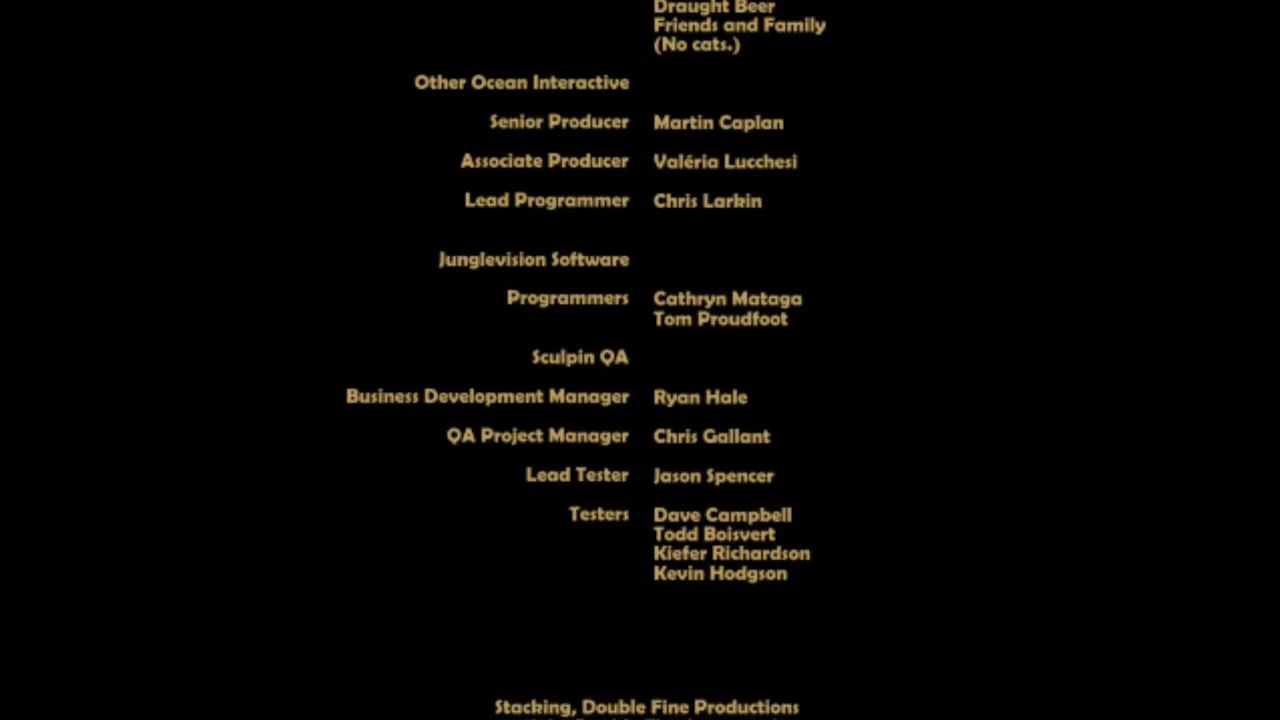 Draught Beer
Friends and Family
(No cats.)
Other Ocean Interactive
Senior Producer Martin Caplan
Associate Producer Valéria Lucchesi
Lead Programmer Chris Larkin
Junglevision Software
Programmers Cathryn Mataga
Tom Proudfoot
Sculpin QA
Business Development Manager Ryan Hale
QA Project Manager Chris Gallant
Lead Tester Jason Spencer
Testers Dave Campbell
Todd Boisvert
Kiefer Richardson
Kevin Hodgson
Stacking, Double Fine Productions